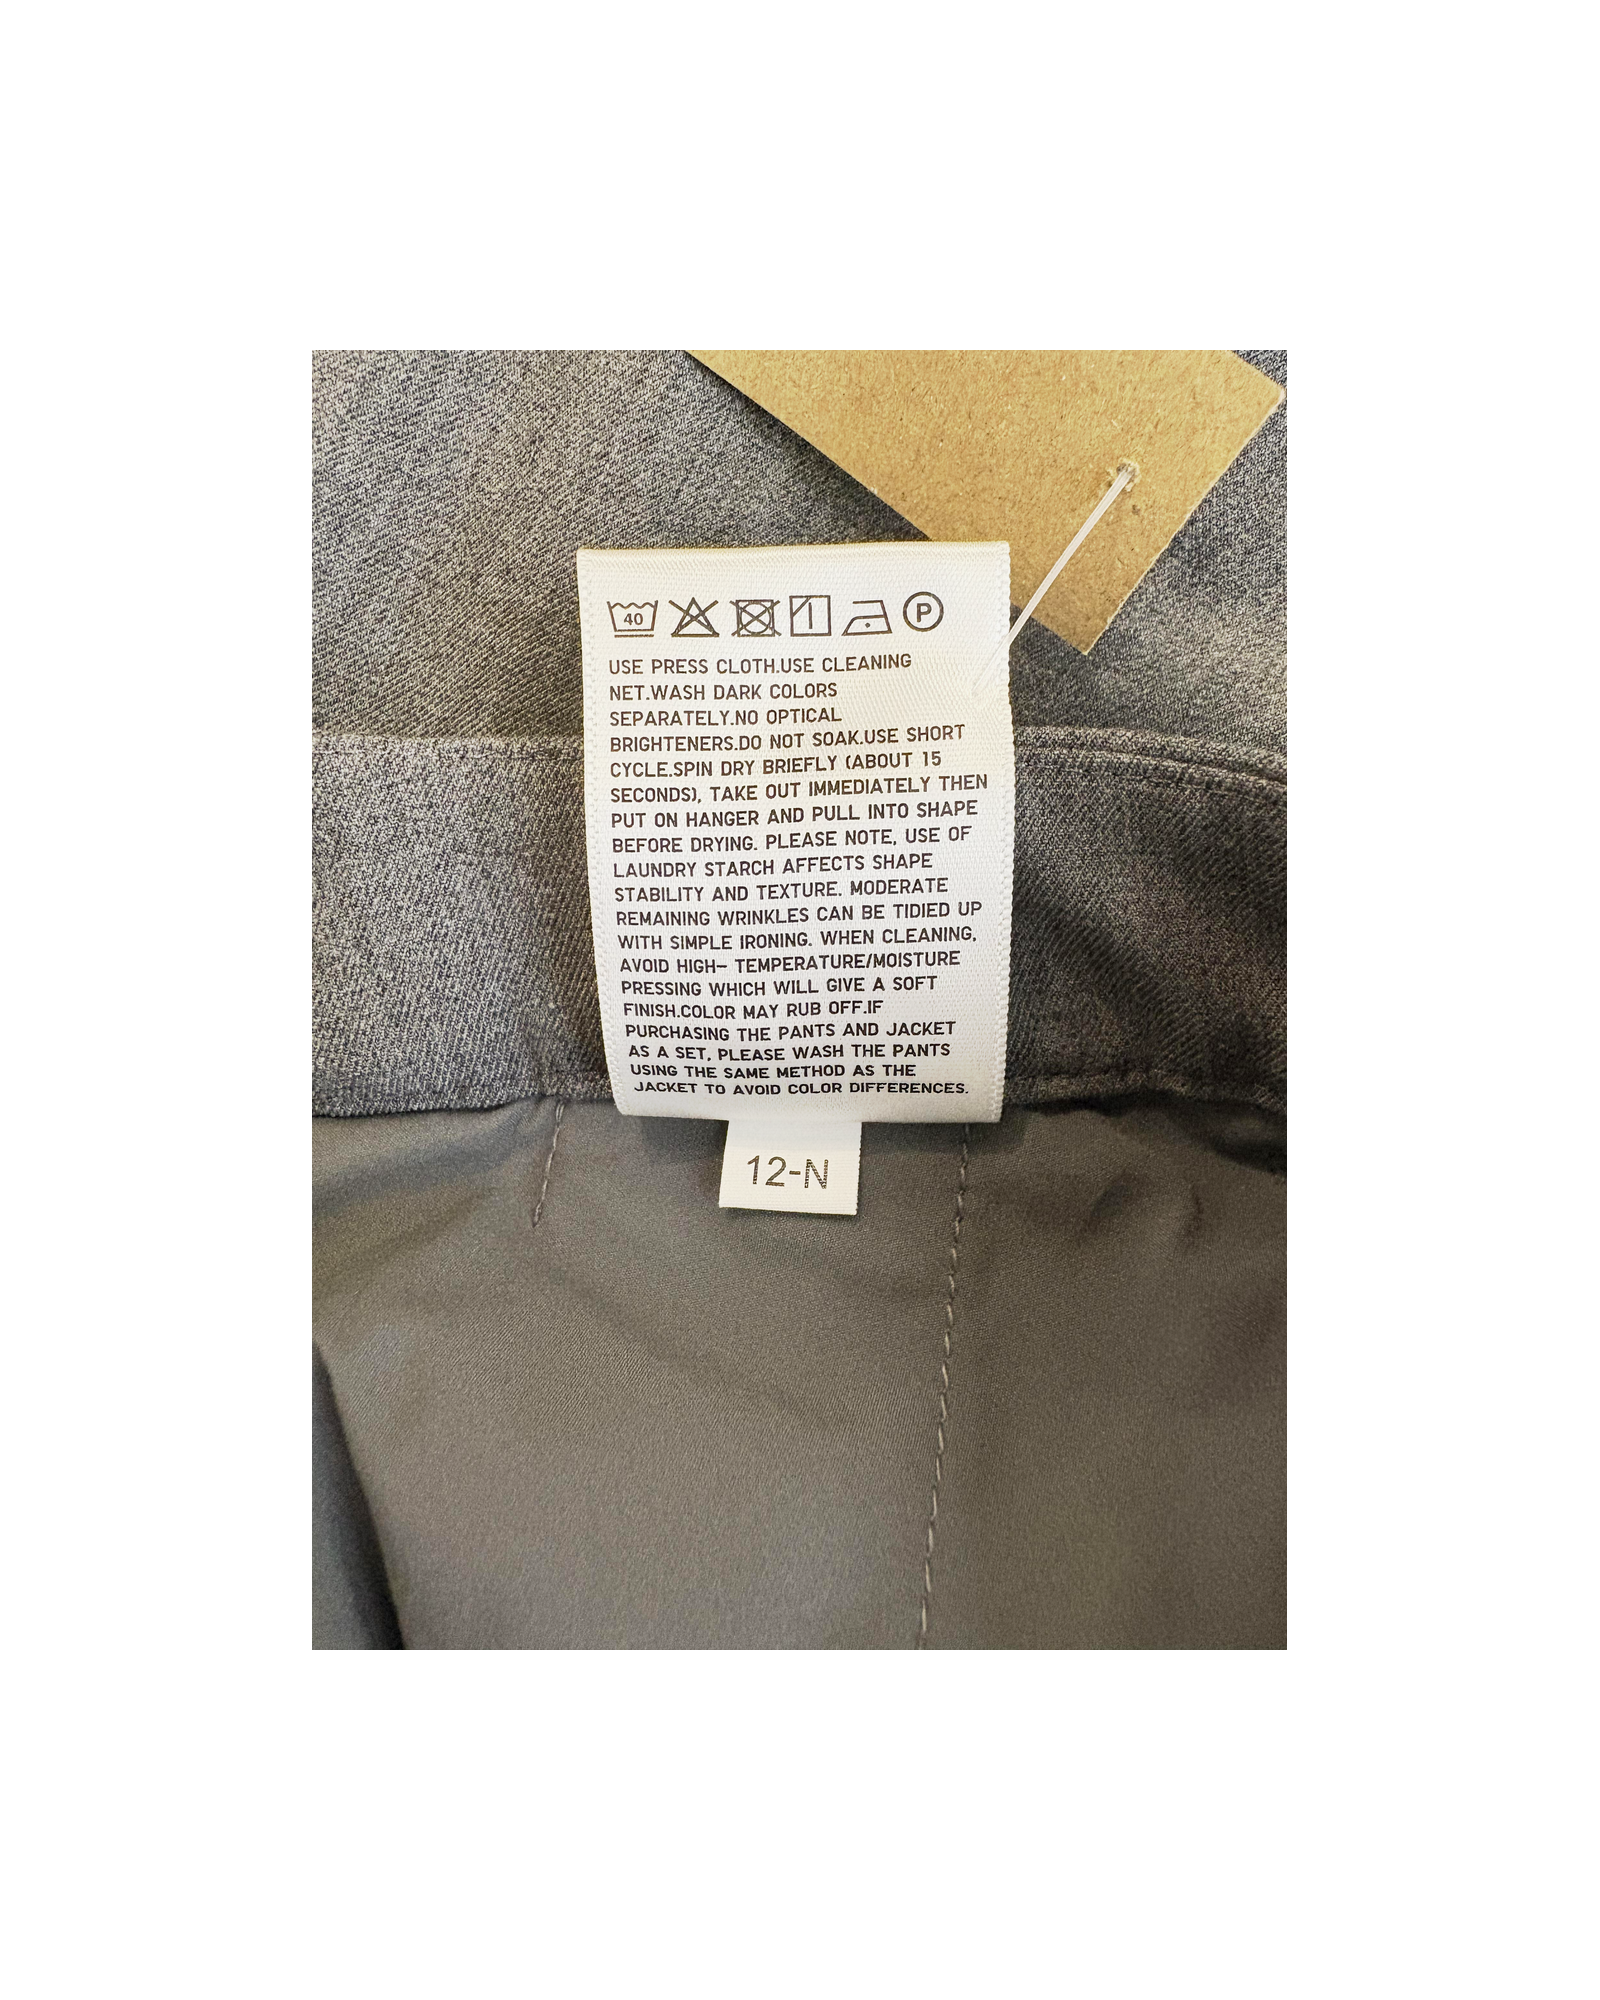 40 P
USE PRESS CLOTH.USE CLEANING
NET.WASH DARK COLORS
SEPARATELY.NO OPTICAL
BRIGHTENERS.DO NOT SOAK.USE SHORT
CYCLE.SPIN DRY BRIEFLY (ABOUT 15
SECONDS), TAKE OUT IMMEDIATELY THEN
PUT ON HANGER AND PULL INTO SHAPE
BEFORE DRYING. PLEASE NOTE, USE OF
LAUNDRY STARCH AFFECTS SHAPE
STABILITY AND TEXTURE. MODERATE
REMAINING WRINKLES CAN BE TIDIED UP
WITH SIMPLE IRONING. WHEN CLEANING,
AVOID HIGH- TEMPERATURE/MOISTURE
PRESSING WHICH WILL GIVE A SOFT
FINISH.COLOR MAY RUB OFF.IF
PURCHASING THE PANTS AND JACKET
AS A SET, PLEASE WASH THE PANTS
USING THE SAME METHOD AS THE
JACKET TO AVOID COLOR DIFFERENCES.
12-N